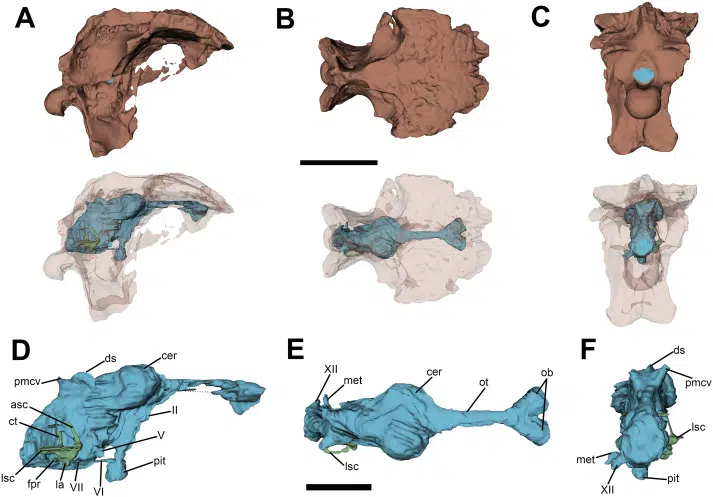 A
B
C
D
ds
cer
pmcv
asc
ct
lsc
fpr
la
VII
VI
V
II
pit
E
XII
met
cer
ot
ob
lsc
F
ds
pmcv
lsc
met
XII
pit